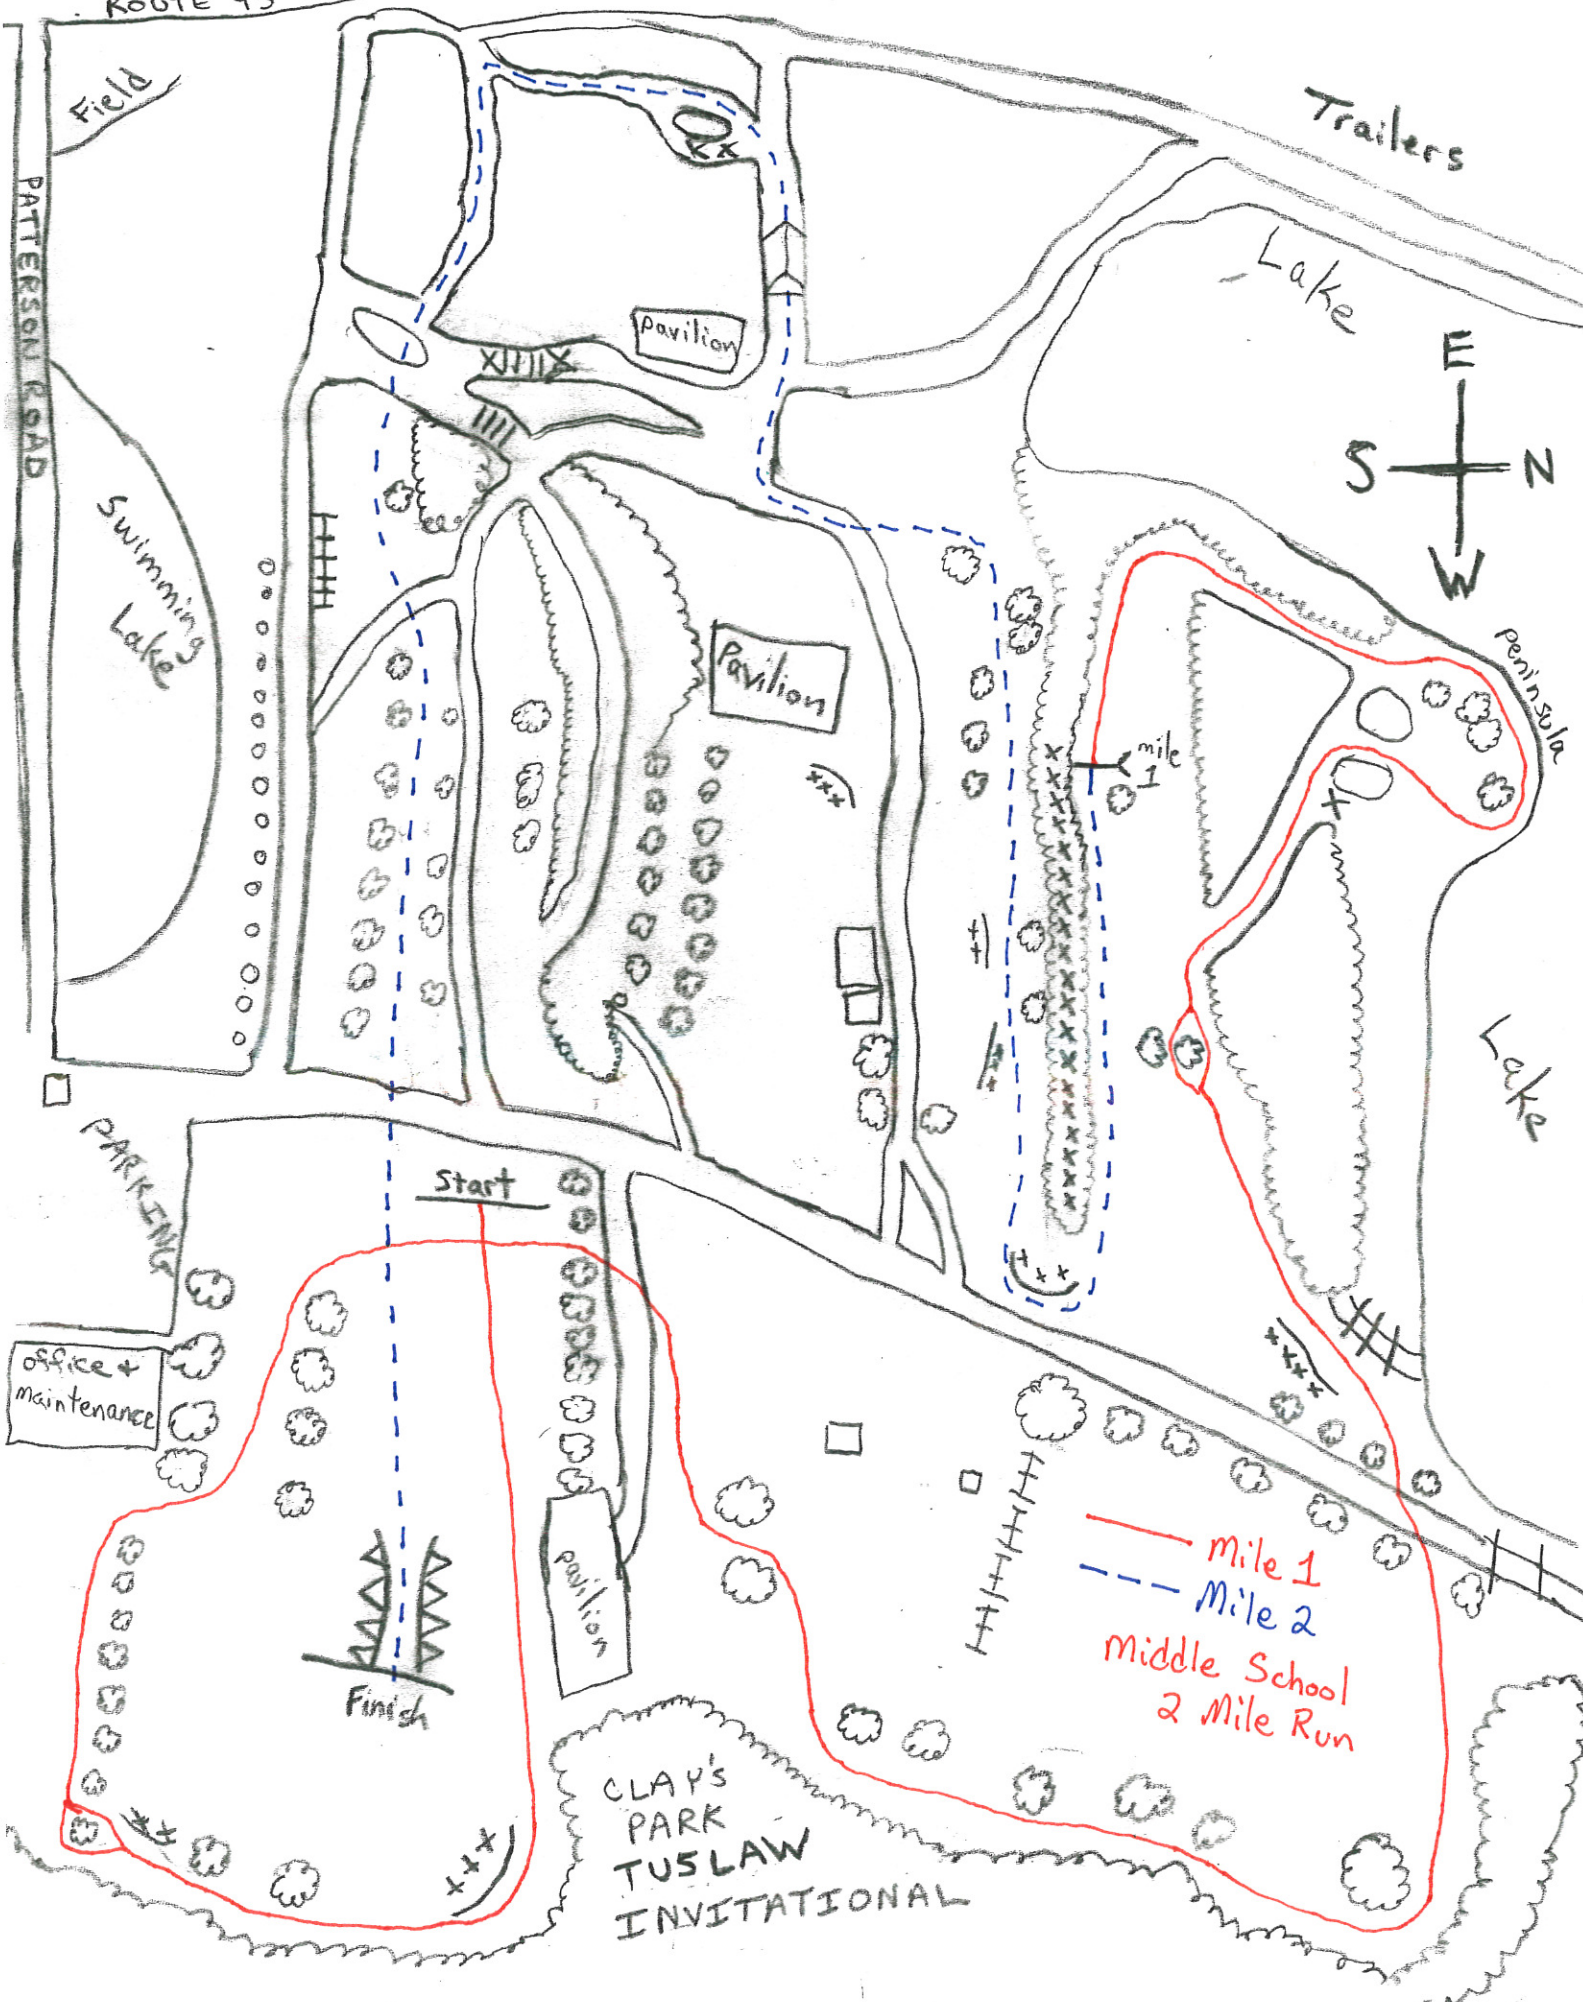 ROUTE 93
Field
Trailers
PATTERSON ROAD
Lake
pavilion
E
S
N
W
Swimming
Lake
Pavilion
peninsula
mile
1
Lake
PARKING
Start
office +
maintenance
Mile 1
Mile 2
Middle School
2 Mile Run
pavilion
Finish
CLAY'S
PARK
TUSLAW
INVITATIONAL